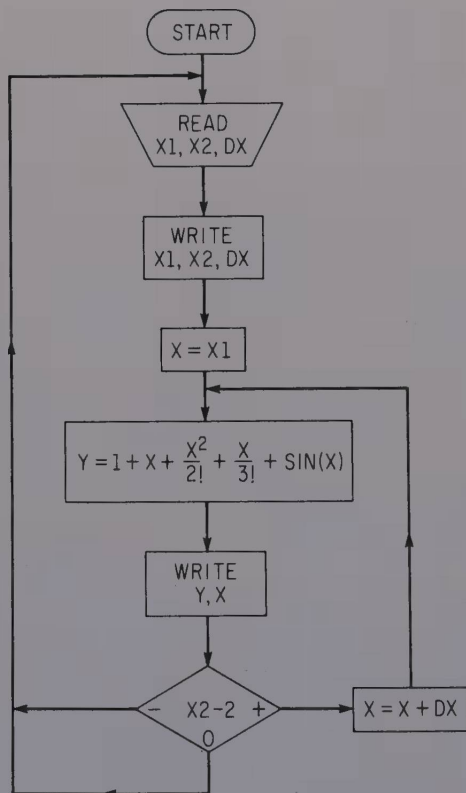 START
READ
X1, X2, DX
WRITE
X1, X2, DX
X = X1
Y = 1 + X + X²/2! + X/3! + SIN(X)
WRITE
Y, X
− X2-2 +
0
X = X + DX